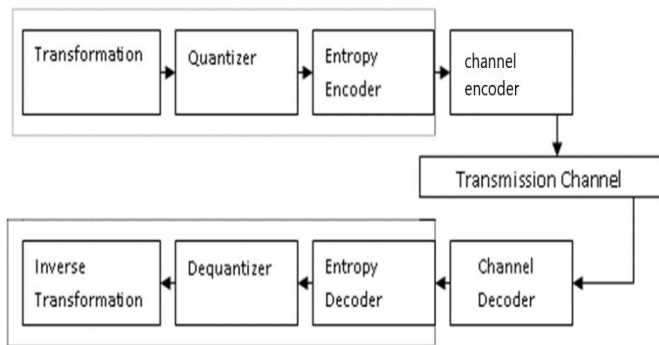 Transformation
Quantizer
Entropy
Encoder
channel
encoder
Transmission Channel
Inverse
Transformation
Dequantizer
Entropy
Decoder
Channel
Decoder